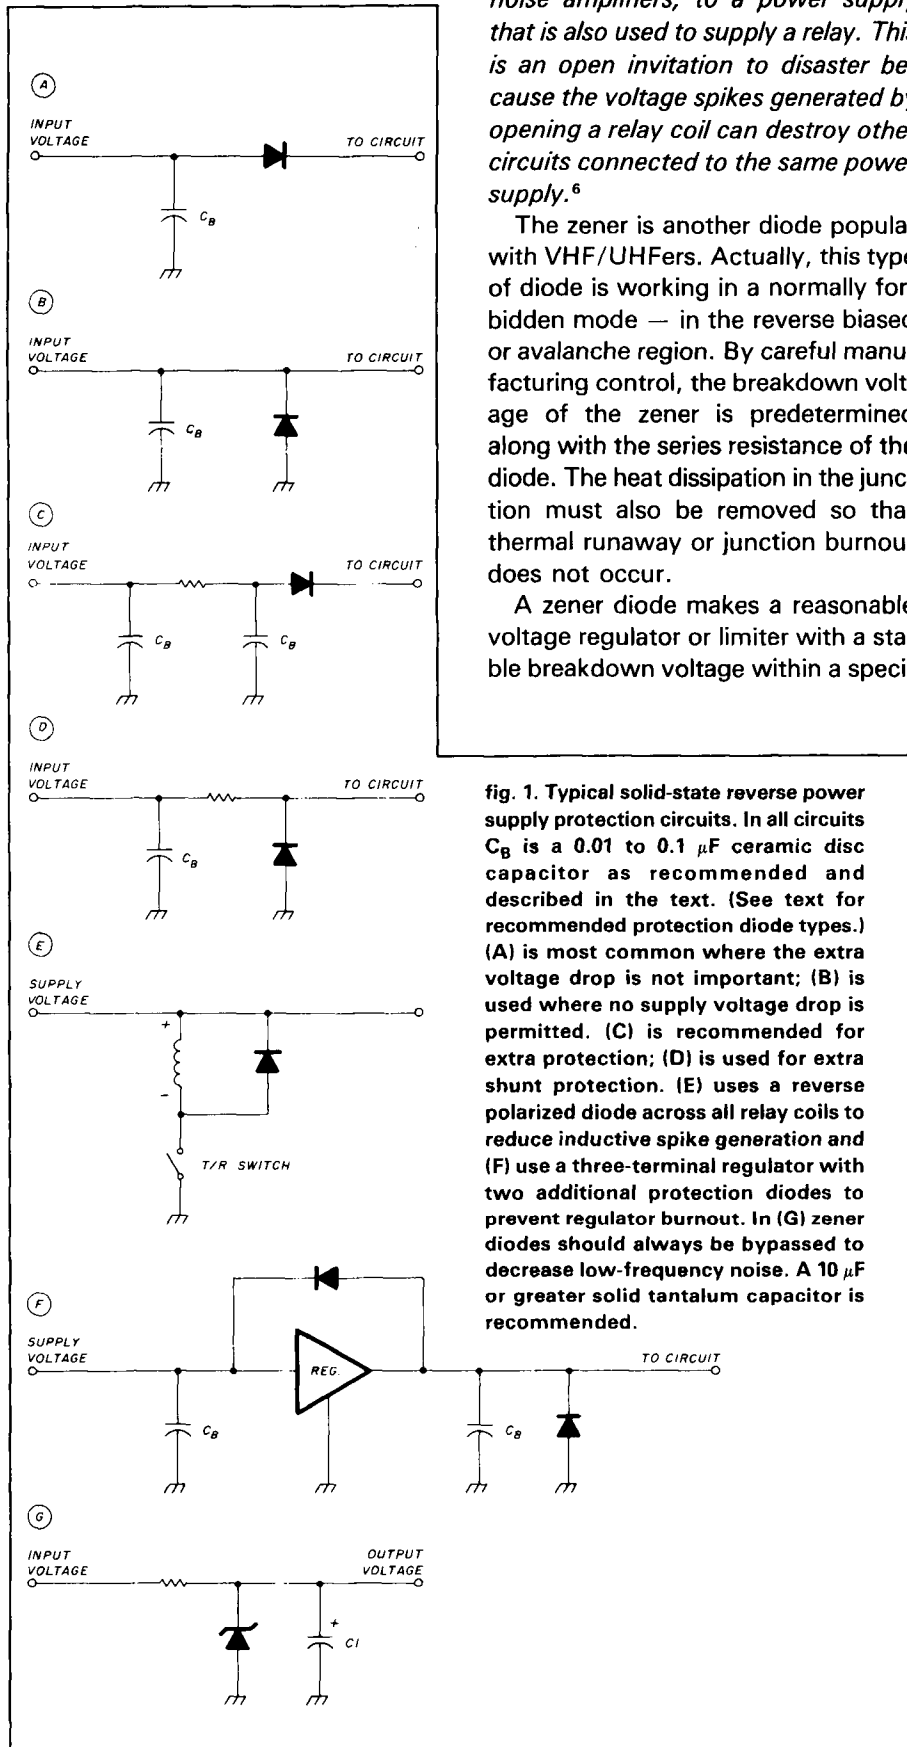 noise amplifiers, to a power supply
that is also used to supply a relay. This
is an open invitation to disaster be
cause the voltage spikes generated by
opening a relay coil can destroy othe
circuits connected to the same powe
supply.⁶
The zener is another diode popula
with VHF/UHFers. Actually, this type
of diode is working in a normally for
bidden mode — in the reverse biased
or avalanche region. By careful manu
facturing control, the breakdown volt
age of the zener is predetermined
along with the series resistance of the
diode. The heat dissipation in the junc
tion must also be removed so tha
thermal runaway or junction burnou
does not occur.
A zener diode makes a reasonable
voltage regulator or limiter with a sta
ble breakdown voltage within a speci
A
INPUT
VOLTAGE
TO CIRCUIT
C_B
B
INPUT
VOLTAGE
TO CIRCUIT
C_B
C
INPUT
VOLTAGE
TO CIRCUIT
C_B
C_B
D
INPUT
VOLTAGE
TO CIRCUIT
C_B
E
SUPPLY
VOLTAGE
+
-
T/R SWITCH
F
SUPPLY
VOLTAGE
REG.
TO CIRCUIT
C_B
C_B
G
INPUT
VOLTAGE
OUTPUT
VOLTAGE
+
C1
fig. 1. Typical solid-state reverse power
supply protection circuits. In all circuits
C_B is a 0.01 to 0.1 μF ceramic disc
capacitor as recommended and
described in the text. (See text for
recommended protection diode types.)
(A) is most common where the extra
voltage drop is not important; (B) is
used where no supply voltage drop is
permitted. (C) is recommended for
extra protection; (D) is used for extra
shunt protection. (E) uses a reverse
polarized diode across all relay coils to
reduce inductive spike generation and
(F) use a three-terminal regulator with
two additional protection diodes to
prevent regulator burnout. In (G) zener
diodes should always be bypassed to
decrease low-frequency noise. A 10 μF
or greater solid tantalum capacitor is
recommended.